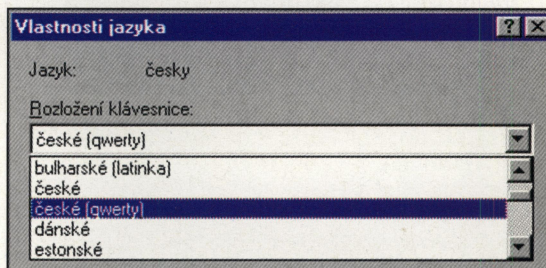 Vlastnosti jazyka
Jazyk: česky
Rozložení klávesnice:
české (qwerty)
bulharské (latinka)
české
české (qwerty)
dánské
estonské